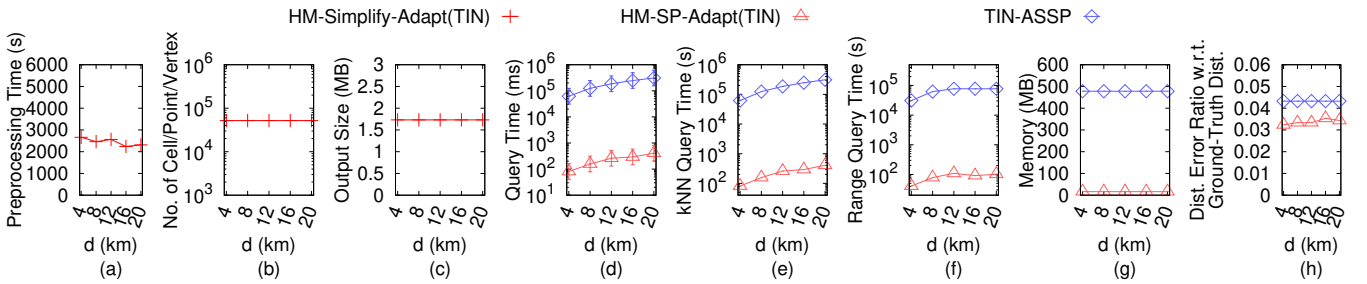 HM-Simplify-Adapt(TIN) HM-SP-Adapt(TIN) TIN-ASSP
Preprocessing Time (s)
6000
5000
4000
3000
2000
1000
0
4 8 12 16 20
d (km)
(a)
No. of Cell/Point/Vertex
10^6
10^5
10^4
10^3
4 8 12 16 20
d (km)
(b)
Output Size (MB)
3
2.5
2
1.5
1
0.5
0
4 8 12 16 20
d (km)
(c)
Query Time (ms)
10^6
10^5
10^4
10^3
10^2
10^1
4 8 12 16 20
d (km)
(d)
kNN Query Time (s)
10^6
10^5
10^4
10^3
10^2
4 8 12 16 20
d (km)
(e)
Range Query Time (s)
10^5
10^4
10^3
10^2
4 8 12 16 20
d (km)
(f)
Memory (MB)
600
500
400
300
200
100
0
4 8 12 16 20
d (km)
(g)
Dist. Error Ratio w.r.t.
Ground-Truth Dist.
0.06
0.05
0.04
0.03
0.02
0.01
0
4 8 12 16 20
d (km)
(h)